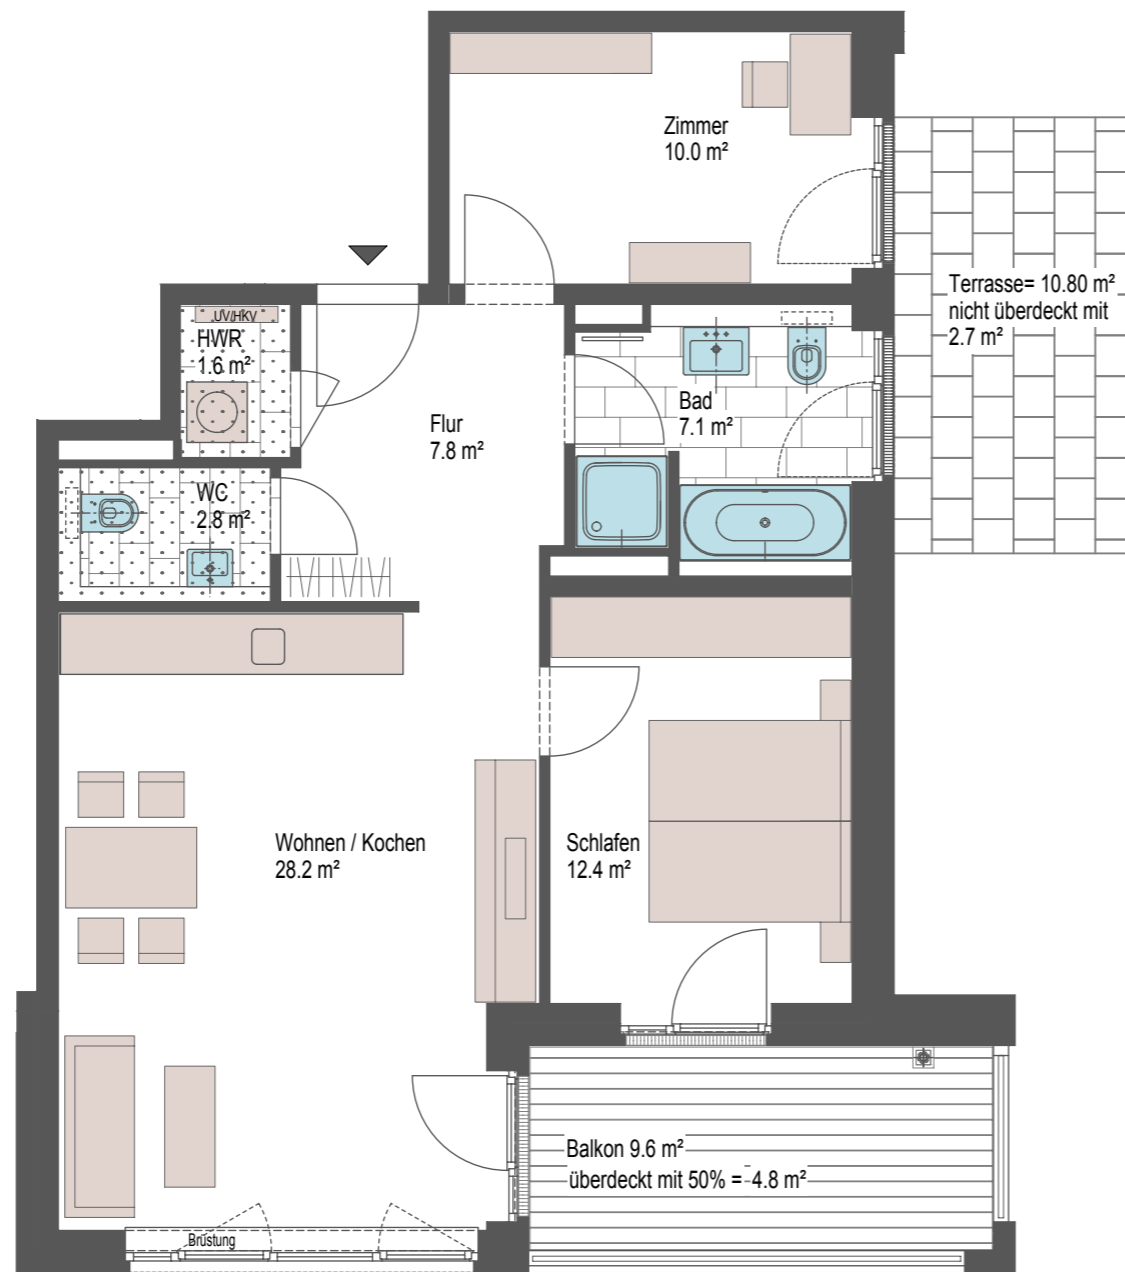 Zimmer
10.0 m²
Terrasse= 10.80 m²
nicht überdeckt mit
2.7 m²
UV/HKV
HWR
1.6 m²
Flur
7.8 m²
Bad
7.1 m²
WC
2.8 m²
Wohnen / Kochen
28.2 m²
Schlafen
12.4 m²
Balkon 9.6 m²
überdeckt mit 50% = 4.8 m²
Brüstung